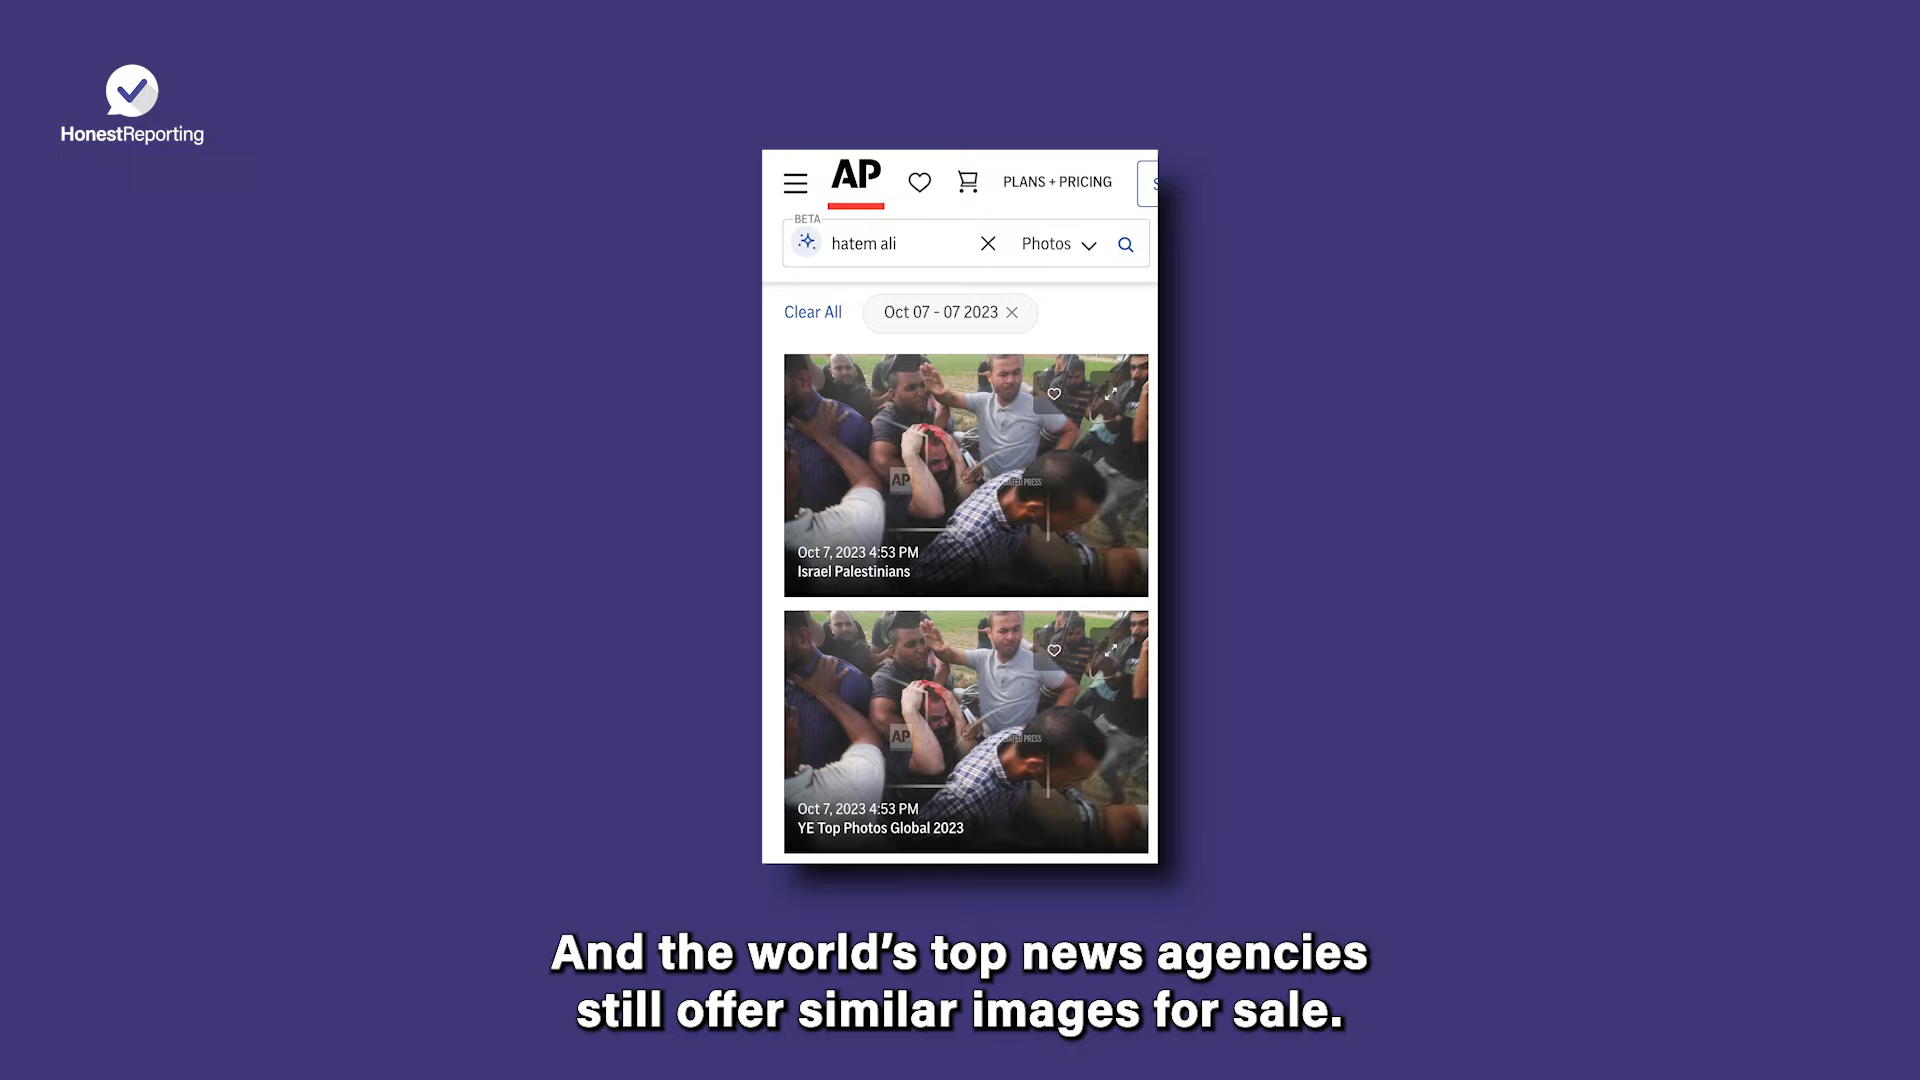 HonestReporting
AP
PLANS + PRICING
BETA
hatem ali
Photos
Clear All
Oct 07 - 07 2023
AP
Oct 7, 2023 4:53 PM
Israel Palestinians
AP
Oct 7, 2023 4:53 PM
YE Top Photos Global 2023
And the world's top news agencies
still offer similar images for sale.